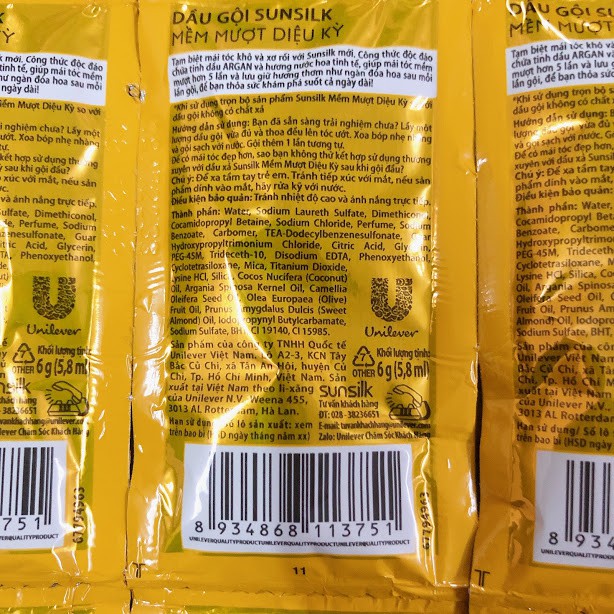 DẦU GỘI SUNSILK
MỀM MƯỢT DIỆU KỲ
Tạm biệt mái tóc khô và xơ rối với Sunsilk mới. Công thức độc đáo
chứa tinh dầu ARGAN và hương nước hoa tinh tế, giúp mái tóc mềm
mượt hơn 5 lần và lưu giữ hương thơm như ngàn đóa hoa sau mỗi
lần gội, để bạn thỏa sức khám phá suốt cả ngày dài!
*Khi sử dụng trọn bộ sản phẩm Sunsilk Mềm Mượt Diệu Kỳ so với
dầu gội không có chất xả
Hướng dẫn sử dụng: Bạn đã sẵn sàng trải nghiệm chưa? Lấy một
lượng dầu gội vừa đủ và thoa đều lên tóc ướt. Xoa bóp nhẹ nhàng
và gội sạch với nước. Gội thêm 1 lần tương tự.
Để có mái tóc đẹp hơn, sao bạn không thử kết hợp sử dụng thường
xuyên với dầu xả Sunsilk Mềm Mượt Diệu Kỳ sau khi gội đầu?
Chú ý: Để xa tầm tay trẻ em. Tránh tiếp xúc với mắt, nếu sản
phẩm dính vào mắt, hãy rửa kỹ với nước.
Điều kiện bảo quản: Tránh nhiệt độ cao và ánh nắng trực tiếp.
Thành phần: Water, Sodium Laureth Sulfate, Dimethiconol,
Cocamidopropyl Betaine, Sodium Chloride, Perfume, Sodium
Benzoate, Carbomer, TEA-Dodecylbenzenesulfonate, Guar
Hydroxypropyltrimonium Chloride, Citric Acid, Glycerin,
PEG-45M, Trideceth-10, Disodium EDTA, Phenoxyethanol,
Cyclotetrasiloxane, Mica, Titanium Dioxide,
Lysine HCl, Silica, Cocos Nucifera (Coconut)
Oil, Argania Spinosa Kernel Oil, Camellia
Oleifera Seed Oil, Olea Europaea (Olive)
Fruit Oil, Prunus Amygdalus Dulcis (Sweet
Almond) Oil, Iodopropynyl Butylcarbamate,
Sodium Sulfate, BHT, CI 19140, CI 15985.
Unilever
Sản phẩm của công ty TNHH Quốc tế
Unilever Việt Nam, lô A2-3, KCN Tây
Bắc Củ Chi, xã Tân An Hội, huyện Củ
Chi, Tp. Hồ Chí Minh, Việt Nam, Sản
xuất tại Việt Nam theo li-xăng
của Unilever N.V. Weena 455,
3013 AL Rotterdam, Hà Lan.
Hạn sử dụng/ Số lô sản xuất: xem
trên bao bì (HSD ngày tháng năm xx)
7
OTHER
Khối lượng tịnh:
6 g (5,8 ml)
sunsilk
Tư vấn khách hàng
ĐT: 028 - 38236651
E-mail: tuvankhachhang@unilever.com
Zalo: Unilever Chăm Sóc Khách Hàng
8 934868 113751
UNILEVERQUALITYPRODUCTUNILEVERQUALITYPRODUCT
67194963
11